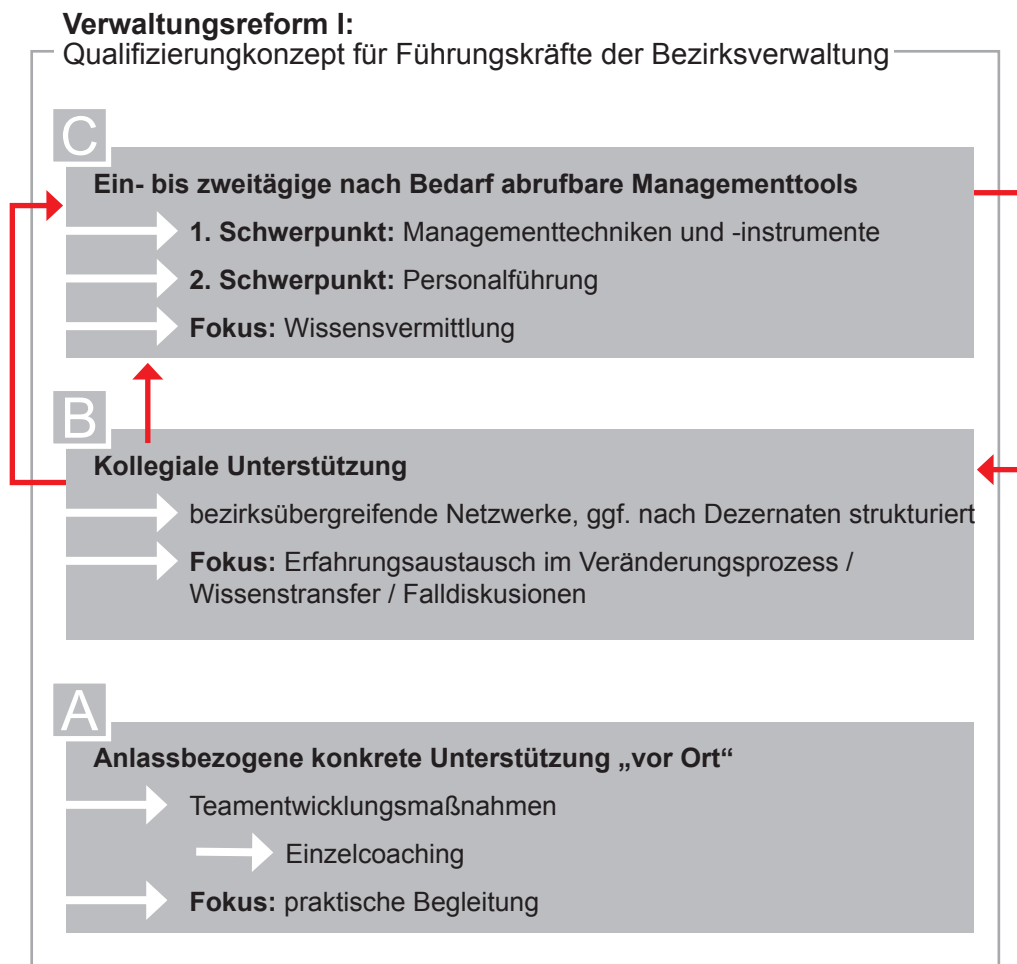 Verwaltungsreform I:
Qualifizierungkonzept für Führungskräfte der Bezirksverwaltung
C
Ein- bis zweitägige nach Bedarf abrufbare Managementtools
1. Schwerpunkt: Managementtechniken und -instrumente
2. Schwerpunkt: Personalführung
Fokus: Wissensvermittlung
B
Kollegiale Unterstützung
bezirksübergreifende Netzwerke, ggf. nach Dezernaten strukturiert
Fokus: Erfahrungsaustausch im Veränderungsprozess /
Wissenstransfer / Falldiskusionen
A
Anlassbezogene konkrete Unterstützung „vor Ort“
Teamentwicklungsmaßnahmen
Einzelcoaching
Fokus: praktische Begleitung